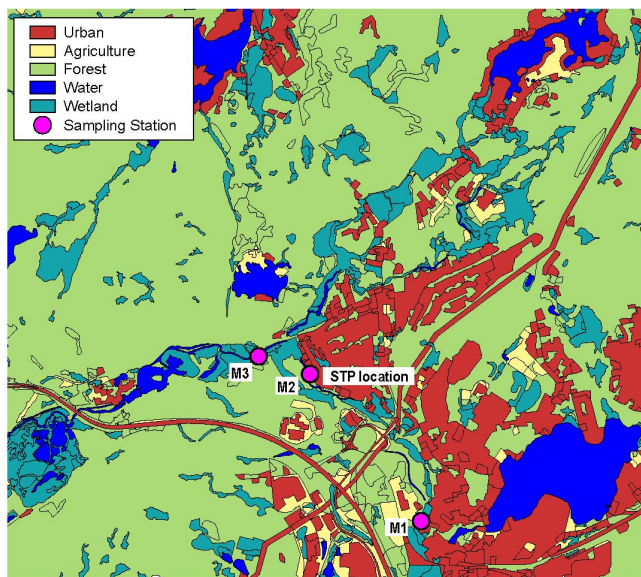 Urban
Agriculture
Forest
Water
Wetland
Sampling Station
M3
M2
STP location
M1